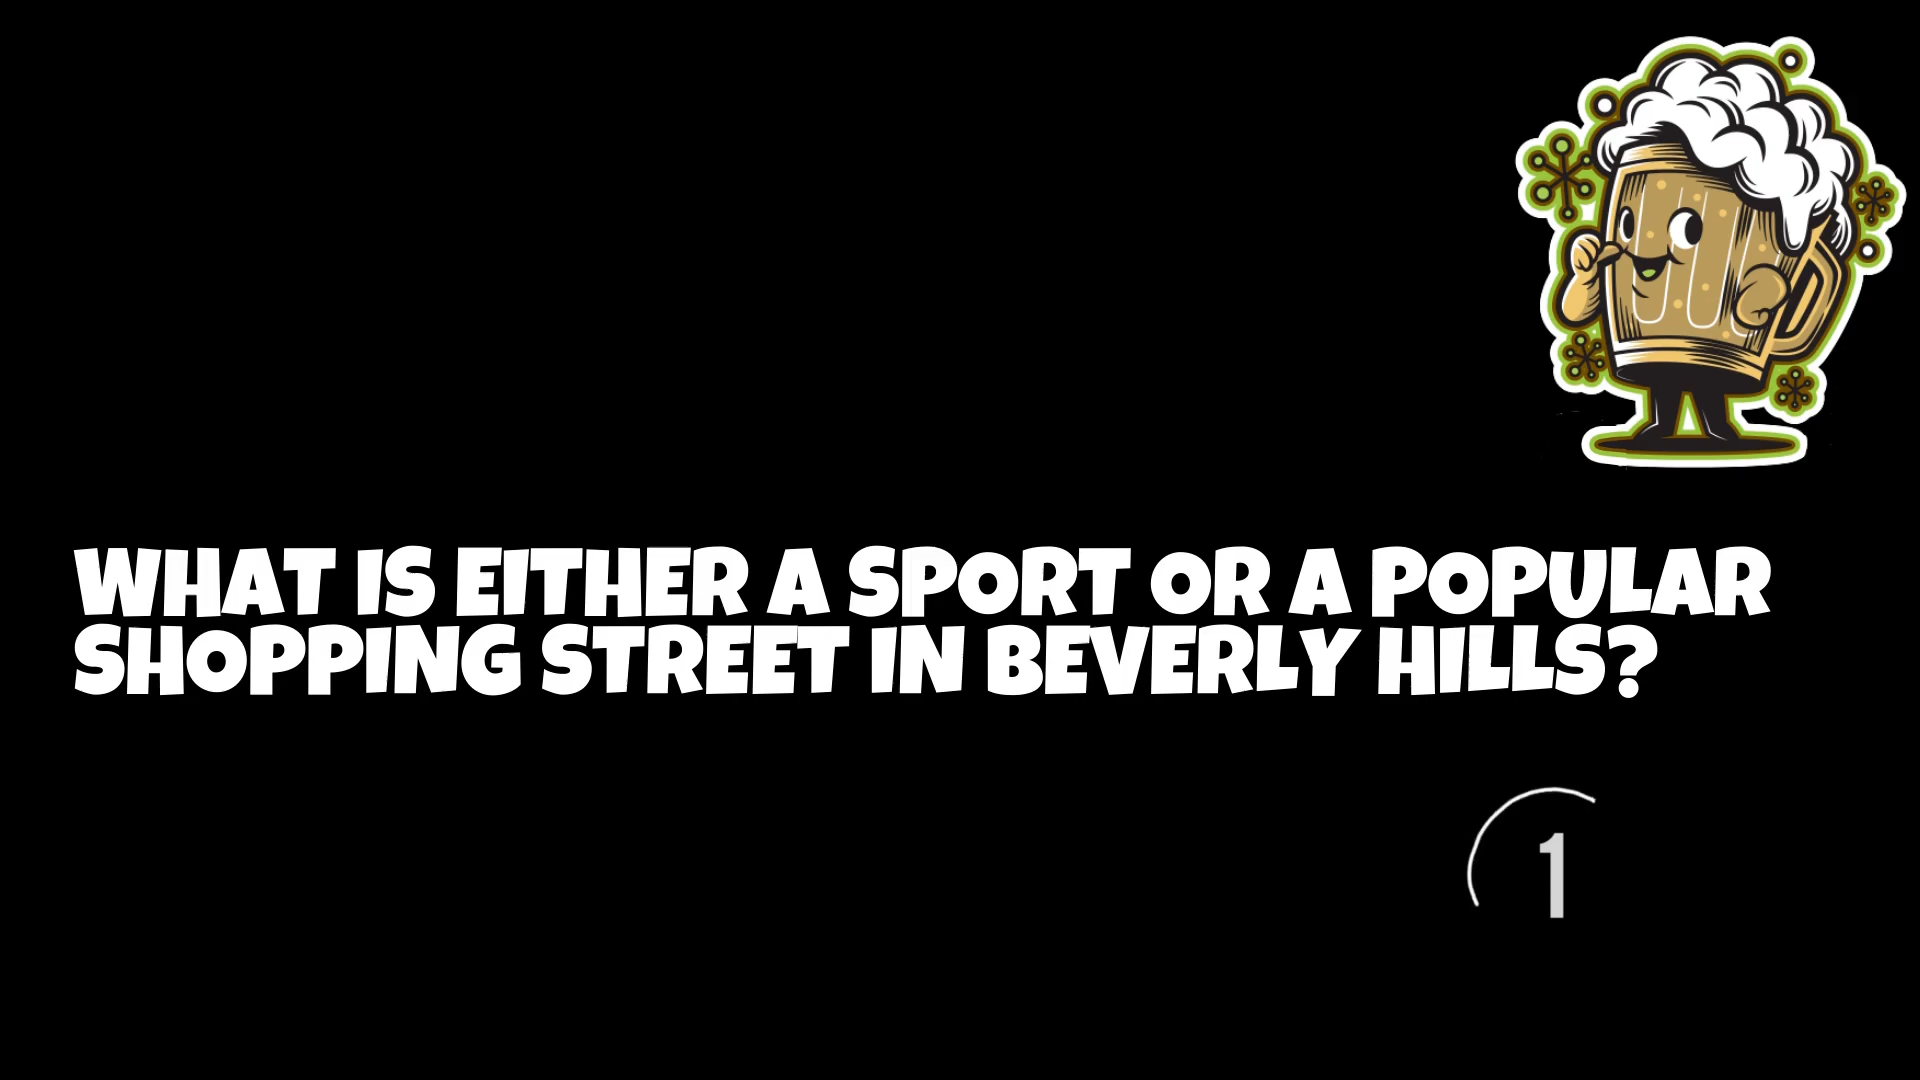 WHAT IS EITHER A SPORT OR A POPULAR
SHOPPING STREET IN BEVERLY HILLS?
1